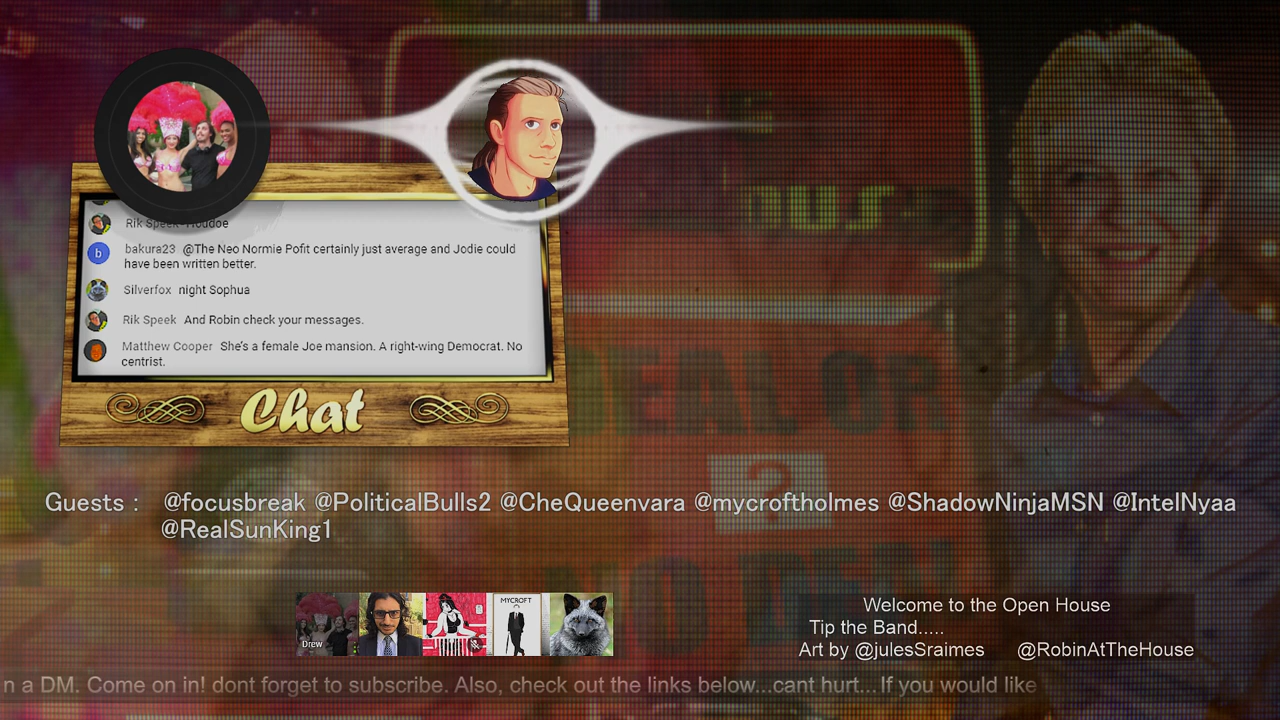 Rik Speek Houdoe
bakura23 @The Neo Normie Pofit certainly just average and Jodie could
have been written better.
b
Silverfox night Sophua
Rik Speek And Robin check your messages.
Matthew Cooper She's a female Joe mansion. A right-wing Democrat. No
centrist.
Chat
DEAL OR
?
NO DEAL
Guests : @focusbreak @PoliticalBulls2 @CheQueenvara @mycroftholmes @ShadowNinjaMSN @IntelNyaa
@RealSunKing1
Drew
MYCROFT
Welcome to the Open House
Tip the Band.....
Art by @julesSraimes @RobinAtTheHouse
n a DM. Come on in! dont forget to subscribe. Also, check out the links below...cant hurt... If you would like